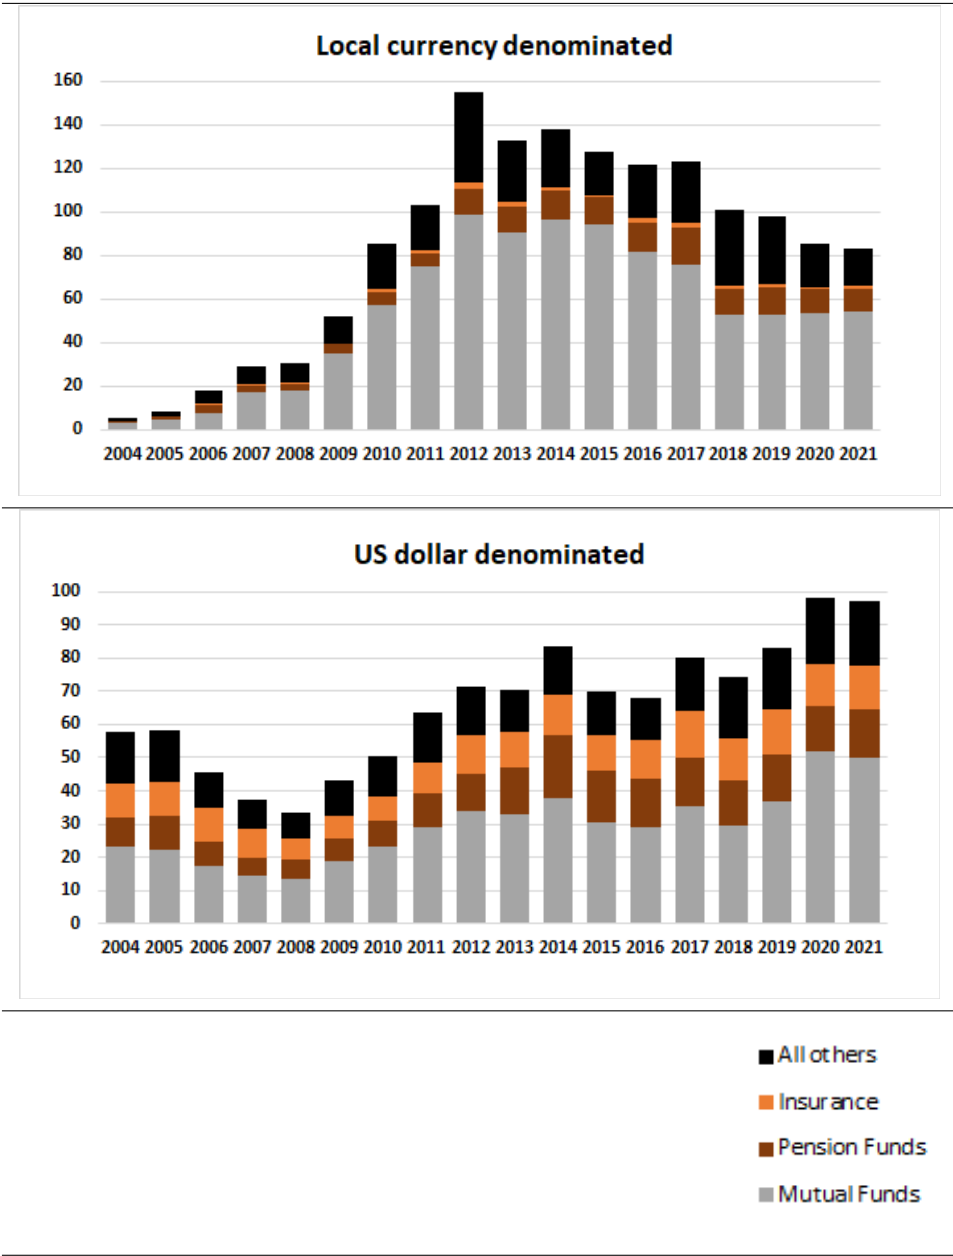 Local currency denominated
160
140
120
100
80
60
40
20
0
2004 2005 2006 2007 2008 2009 2010 2011 2012 2013 2014 2015 2016 2017 2018 2019 2020 2021
US dollar denominated
100
90
80
70
60
50
40
30
20
10
0
2004 2005 2006 2007 2008 2009 2010 2011 2012 2013 2014 2015 2016 2017 2018 2019 2020 2021
All others
Insurance
Pension Funds
Mutual Funds